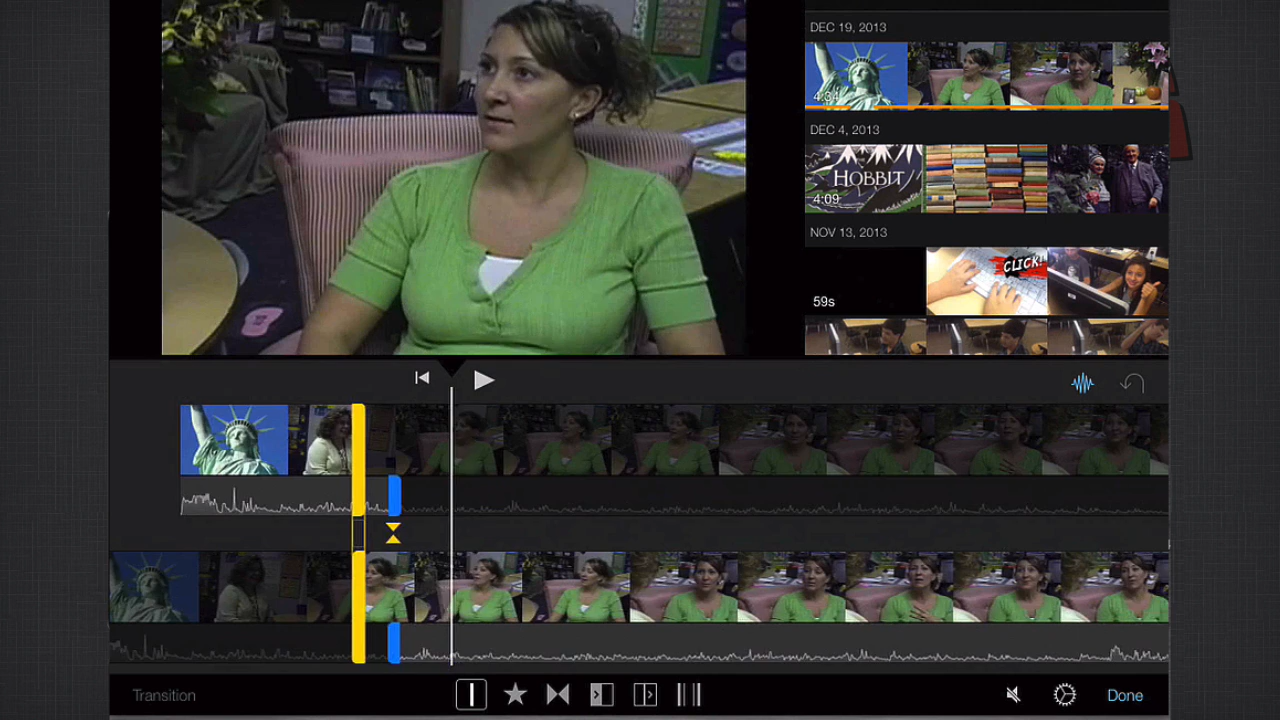 DEC 19, 2013
4:34
DEC 4, 2013
HOBBIT
4:09
NOV 13, 2013
CLICK!
59s
Transition
Done